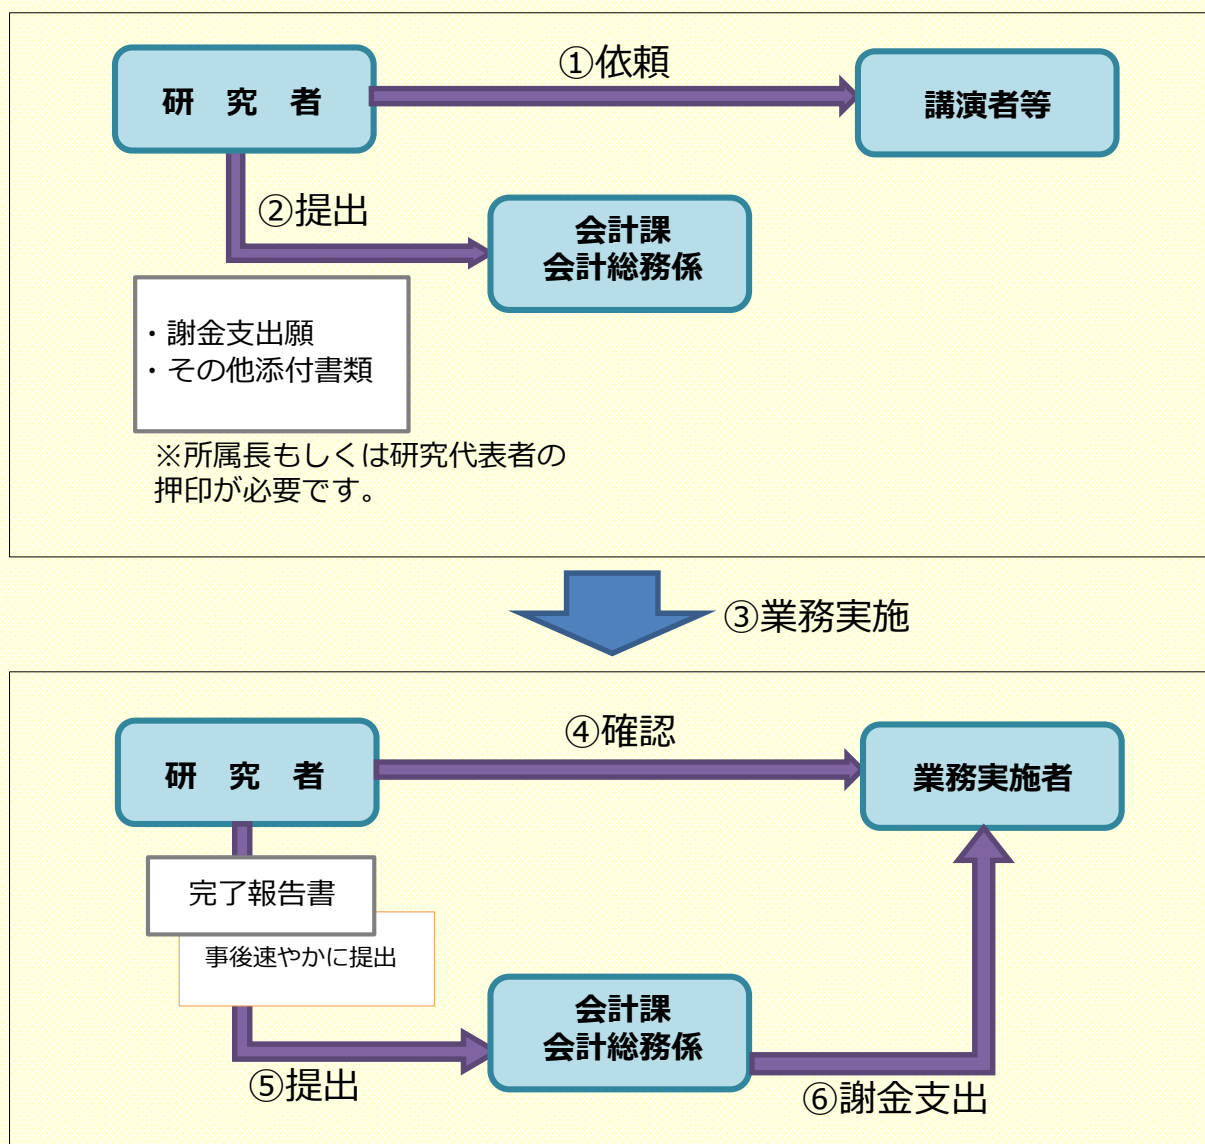 ①依頼
研　究　者
講演者等
②提出
会計課
会計総務係
・謝金支出願
・その他添付書類
※所属長もしくは研究代表者の
押印が必要です。
③業務実施
④確認
研　究　者
業務実施者
完了報告書
事後速やかに提出
会計課
会計総務係
⑤提出
⑥謝金支出